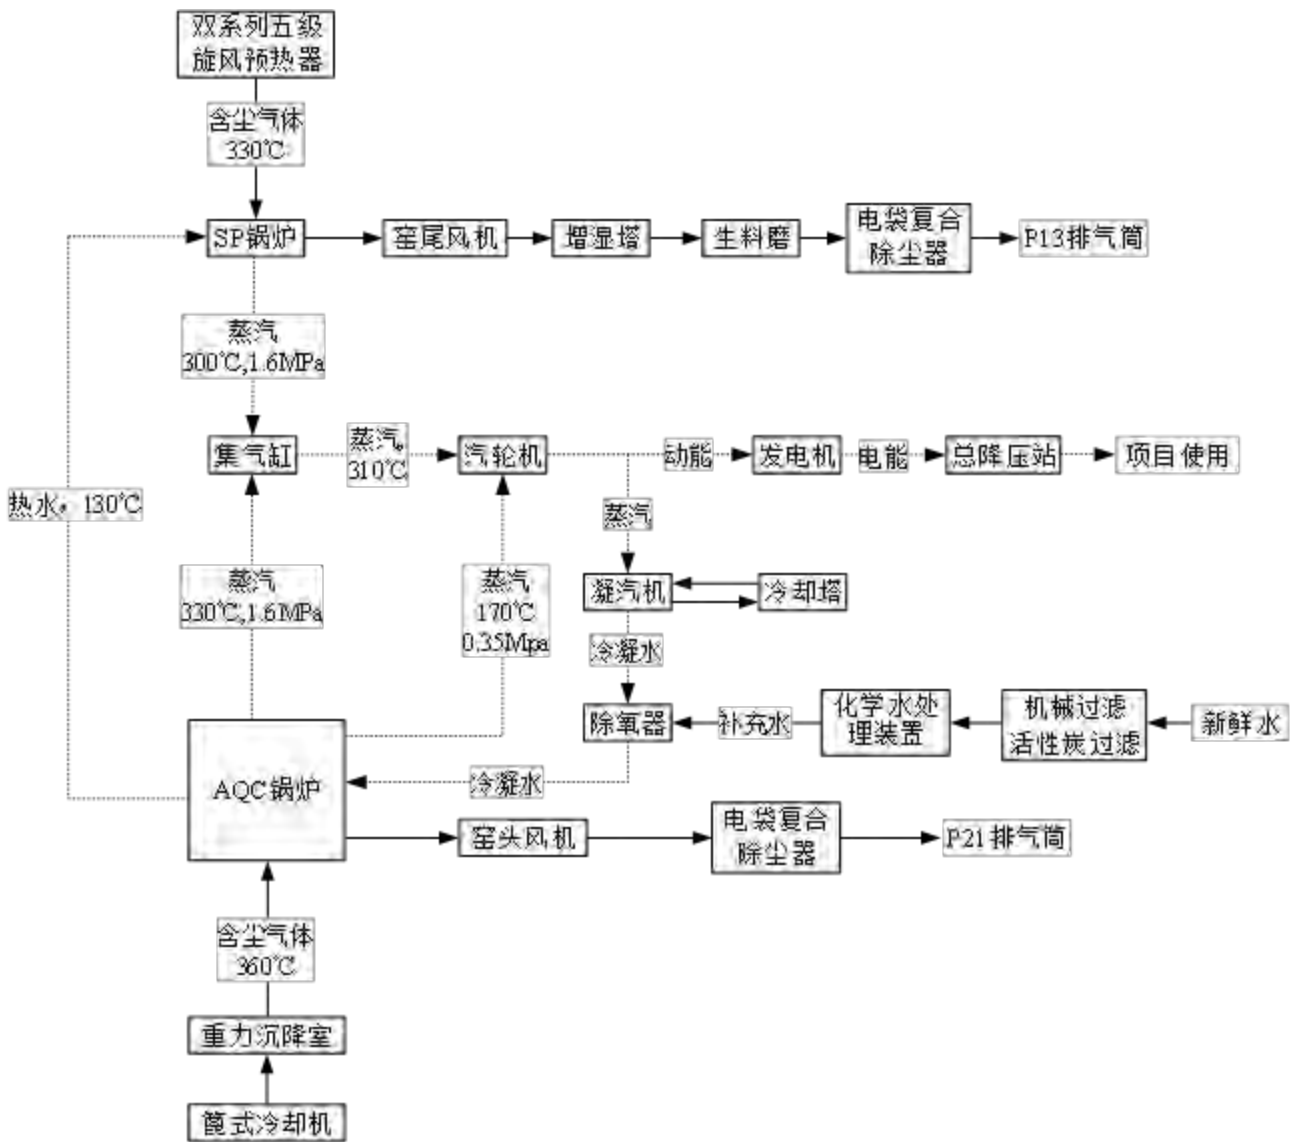 双系列五级
旋风预热器
含尘气体
330℃
SP锅炉
窑尾风机
增湿塔
生料磨
电袋复合
除尘器
P13排气筒
蒸汽
300℃,1.6MPa
集气缸
蒸汽,
310℃
汽轮机
动能
发电机
电能
总降压站
项目使用
热水，130℃
蒸汽
凝汽机
冷却塔
蒸汽
330℃,1.6MPa
蒸汽
170℃
0.35Mpa
冷凝水
除氧器
补充水
化学水处
理装置
机械过滤
活性炭过滤
新鲜水
AQC锅炉
冷凝水
窑头风机
电袋复合
除尘器
P21排气筒
含尘气体
360℃
重力沉降室
篦式冷却机